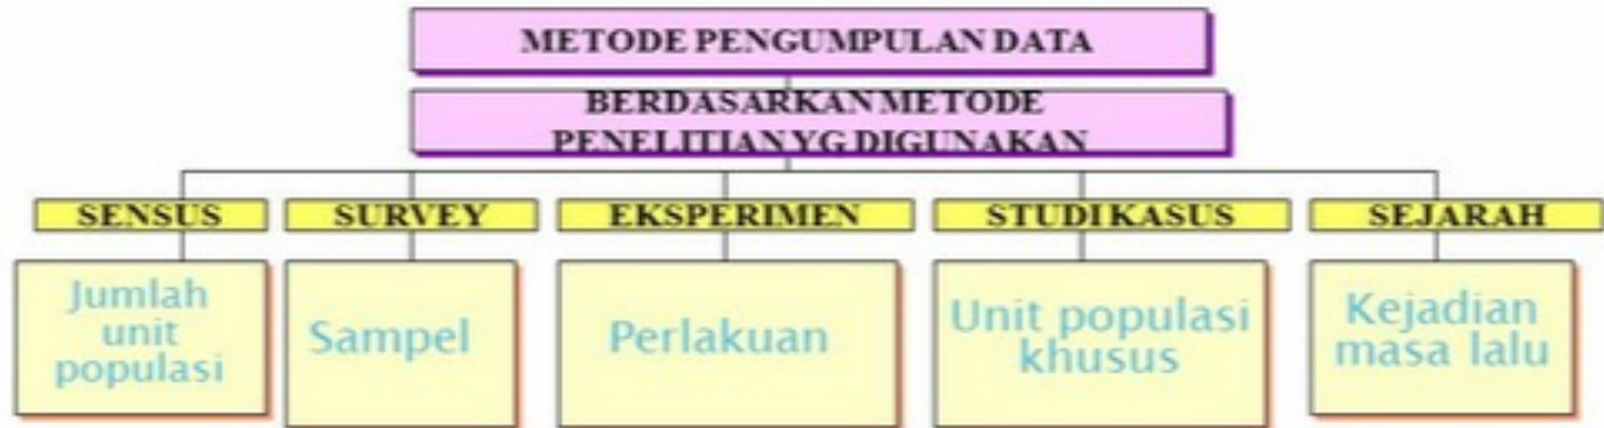 METODE PENGUMPULAN DATA
BERDASARKAN METODE
PENELITIAN YG DIGUNAKAN
SENSUS
SURVEY
EKSPERIMEN
STUDI KASUS
SEJARAH
Jumlah
unit
populasi
Sampel
Perlakuan
Unit populasi
khusus
Kejadian
masa lalu